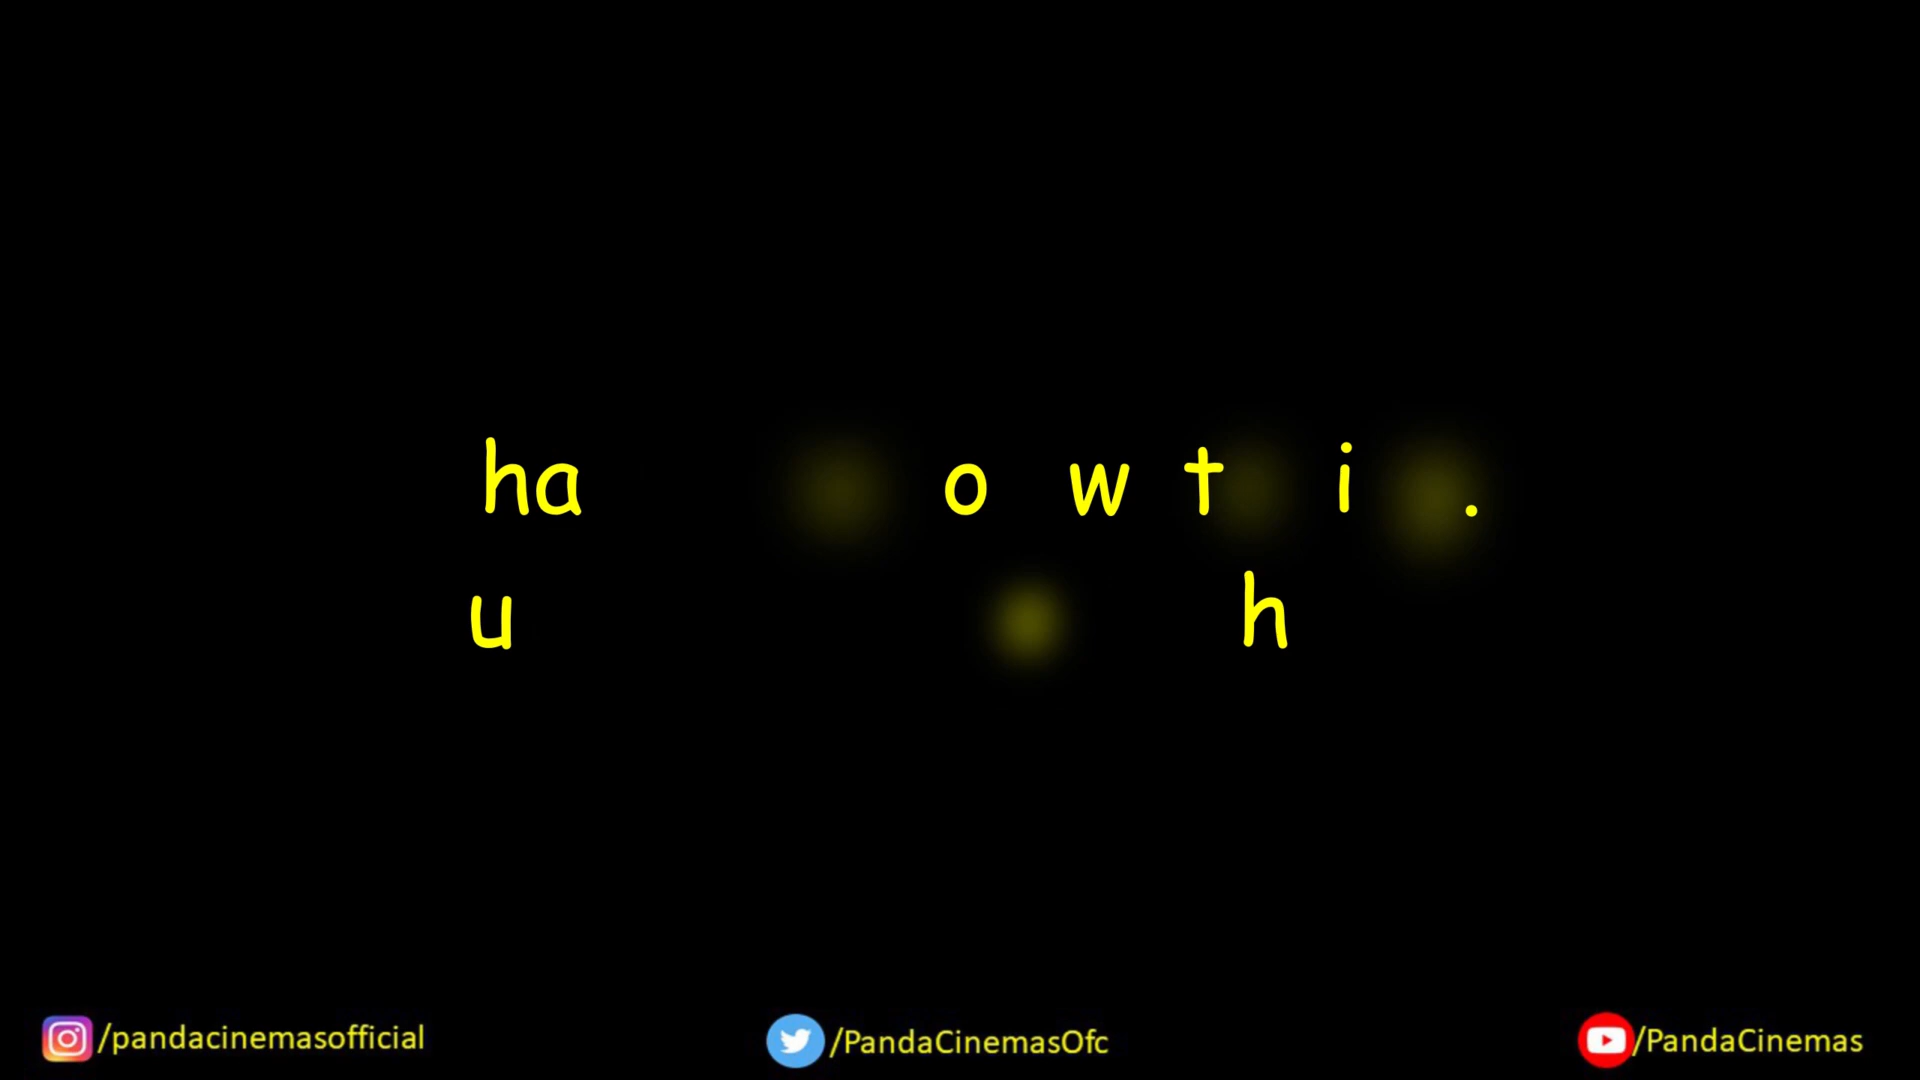 ha o w t i .
u h
/pandacinemasofficial /PandaCinemasOfc /PandaCinemas